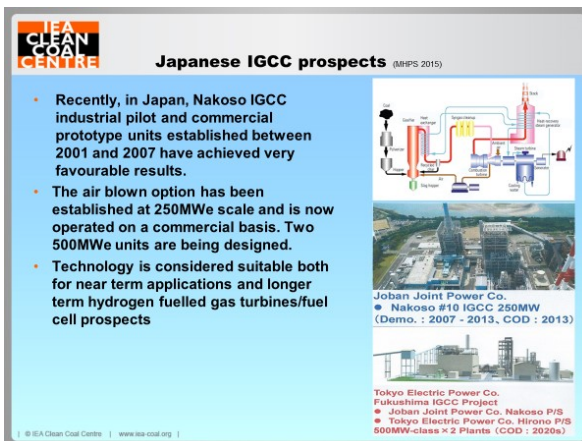 IEA
CLEAN
COAL
CENTRE
Japanese IGCC prospects (MHPS 2015)
• Recently, in Japan, Nakoso IGCC
industrial pilot and commercial
prototype units established between
2001 and 2007 have achieved very
favourable results.
• The air blown option has been
established at 250MWe scale and is now
operated on a commercial basis. Two
500MWe units are being designed.
• Technology is considered suitable both
for near term applications and longer
term hydrogen fuelled gas turbines/fuel
cell prospects
Coal
Gasifier
Stack
Joban Joint Power Co.
● Nakoso #10 IGCC 250MW
(Demo. : 2007 - 2013、COD : 2013)
Tokyo Electric Power Co.
Fukushima IGCC Project
● Joban Joint Power Co. Nakoso P/S
● Tokyo Electric Power Co. Hirono P/S
500MW-class × 2 Plants (COD : 2020s)
| © IEA Clean Coal Centre | www.iea-coal.org |